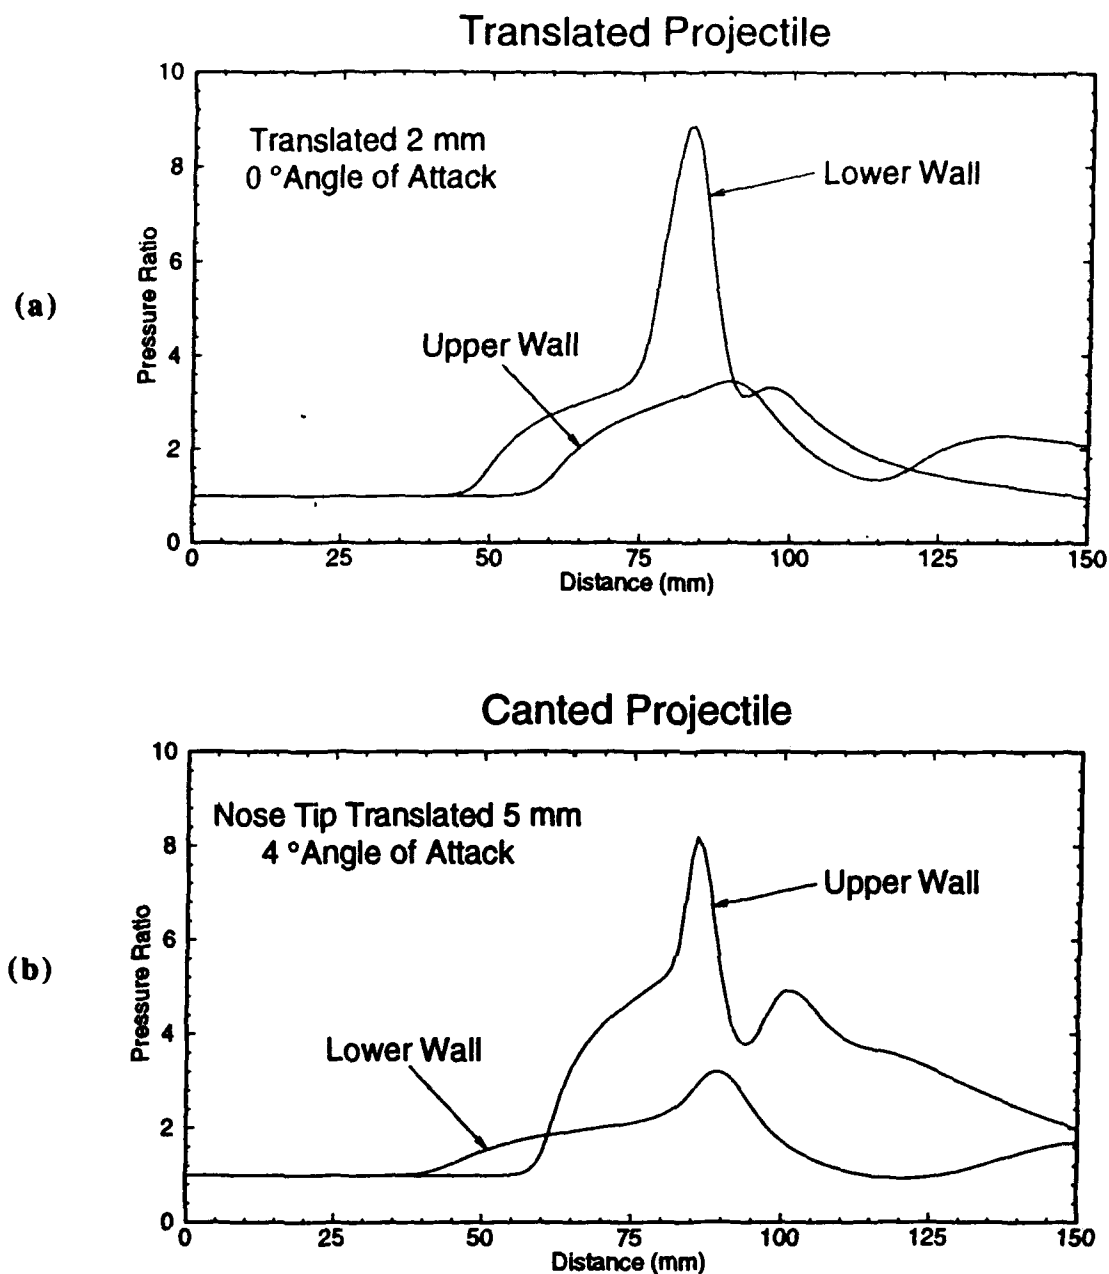 Translated Projectile
10
Translated 2 mm
0 °Angle of Attack
8
Lower Wall
Pressure Ratio
6
(a)
Upper Wall
4
2
0
0 25 50 75 100 125 150
Distance (mm)
Canted Projectile
10
Nose Tip Translated 5 mm
4 °Angle of Attack
8
Upper Wall
Pressure Ratio
6
(b)
4
Lower Wall
2
0
0 25 50 75 100 125 150
Distance (mm)